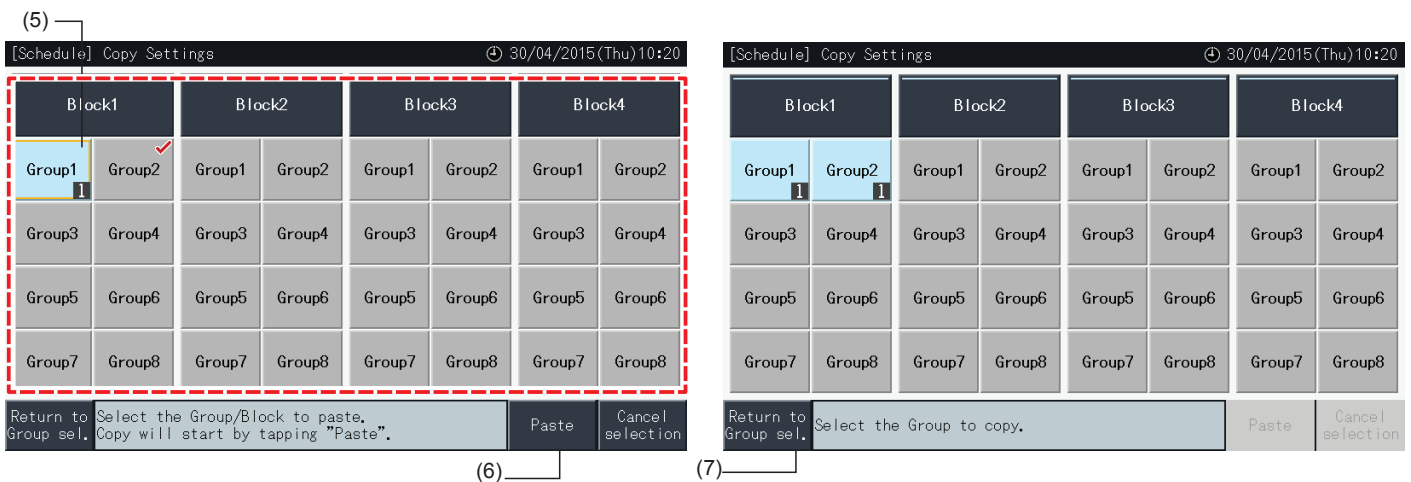 (5)
[Schedule] Copy Settings 30/04/2015(Thu)10:20
Block1 Block2 Block3 Block4
Group1 Group2 Group1 Group2 Group1 Group2 Group1 Group2
1
Group3 Group4 Group3 Group4 Group3 Group4 Group3 Group4
Group5 Group6 Group5 Group6 Group5 Group6 Group5 Group6
Group7 Group8 Group7 Group8 Group7 Group8 Group7 Group8
Return to
Group sel.
Select the Group/Block to paste.
Copy will start by tapping ”Paste”.
Paste
Cancel
selection
(6)
[Schedule] Copy Settings 30/04/2015(Thu)10:20
Block1 Block2 Block3 Block4
Group1 Group2 Group1 Group2 Group1 Group2 Group1 Group2
1 1
Group3 Group4 Group3 Group4 Group3 Group4 Group3 Group4
Group5 Group6 Group5 Group6 Group5 Group6 Group5 Group6
Group7 Group8 Group7 Group8 Group7 Group8 Group7 Group8
Return to
Group sel.
Select the Group to copy.
Paste
Cancel
selection
(7)